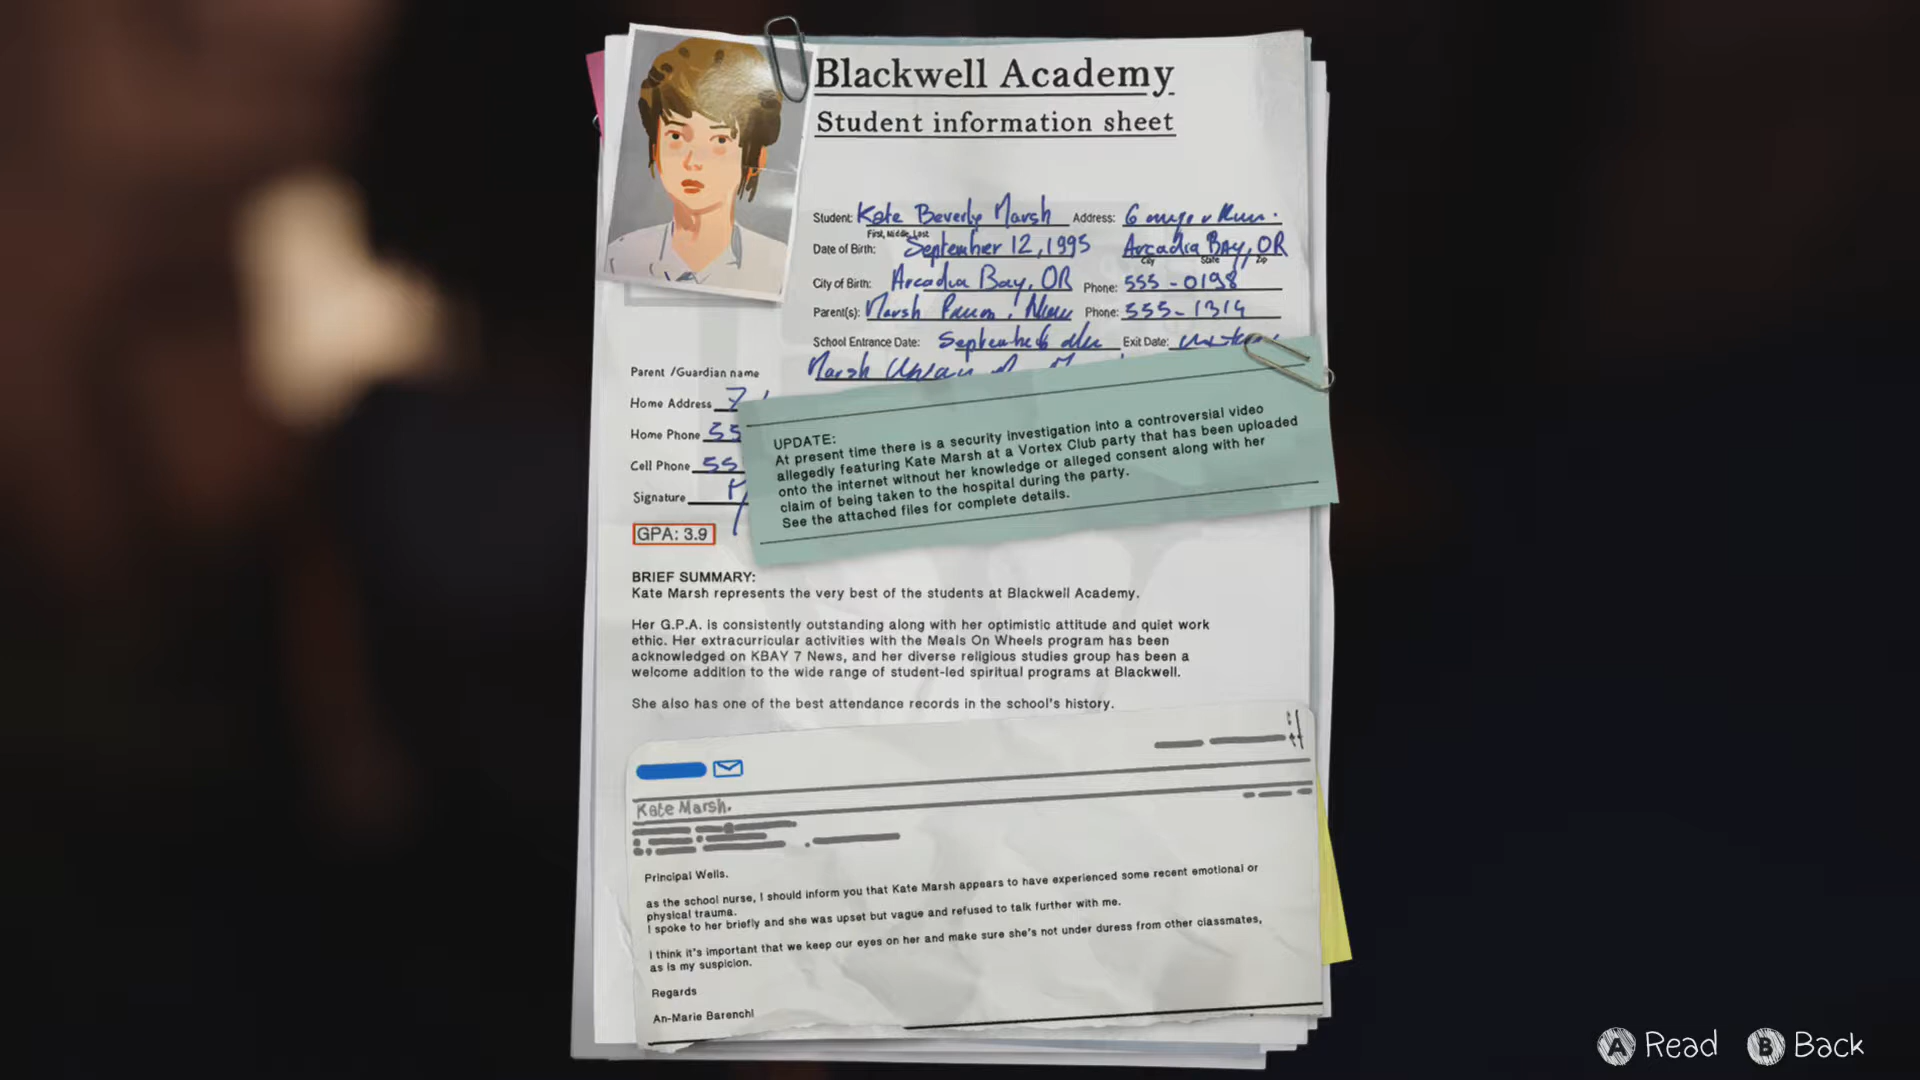 Blackwell Academy
Student information sheet
Student: Kate Beverly Marsh Address:
First, Middle, Last
Date of Birth: September 12, 1995 Arcadia Bay, OR
City State Zip
City of Birth: Arcadia Bay, OR Phone: 555-0198
Parent(s): Marsh Phone: 555-1314
School Entrance Date: Exit Date:
Parent /Guardian name Marsh
Home Address 7
Home Phone 55
Cell Phone 55
Signature
GPA: 3.9
UPDATE:
At present time there is a security investigation into a controversial video
allegedly featuring Kate Marsh at a Vortex Club party that has been uploaded
onto the internet without her knowledge or alleged consent along with her
claim of being taken to the hospital during the party.
See the attached files for complete details.
BRIEF SUMMARY:
Kate Marsh represents the very best of the students at Blackwell Academy.
Her G.P.A. is consistently outstanding along with her optimistic attitude and quiet work
ethic. Her extracurricular activities with the Meals On Wheels program has been
acknowledged on KBAY 7 News, and her diverse religious studies group has been a
welcome addition to the wide range of student-led spiritual programs at Blackwell.
She also has one of the best attendance records in the school's history.
Kate Marsh.
Principal Wells.
as the school nurse, I should inform you that Kate Marsh appears to have experienced some recent emotional or
physical trauma.
I spoke to her briefly and she was upset but vague and refused to talk further with me.
I think it's important that we keep our eyes on her and make sure she's not under duress from other classmates,
as is my suspicion.
Regards
An-Marie Barenchi
A Read B Back